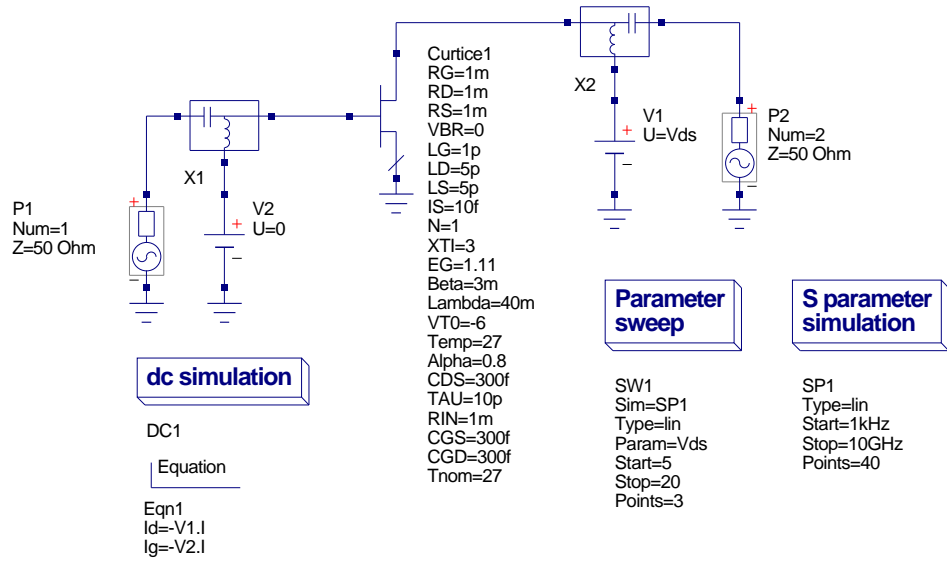 Curtice1
RG=1m
RD=1m
RS=1m
VBR=0
LG=1p
LD=5p
LS=5p
IS=10f
N=1
XTI=3
EG=1.11
Beta=3m
Lambda=40m
VT0=-6
Temp=27
Alpha=0.8
CDS=300f
TAU=10p
RIN=1m
CGS=300f
CGD=300f
Tnom=27
X2
V1
U=Vds
P2
Num=2
Z=50 Ohm
X1
P1
Num=1
Z=50 Ohm
V2
U=0
dc simulation
DC1
Equation
Eqn1
Id=-V1.I
Ig=-V2.I
Parameter
sweep
SW1
Sim=SP1
Type=lin
Param=Vds
Start=5
Stop=20
Points=3
S parameter
simulation
SP1
Type=lin
Start=1kHz
Stop=10GHz
Points=40